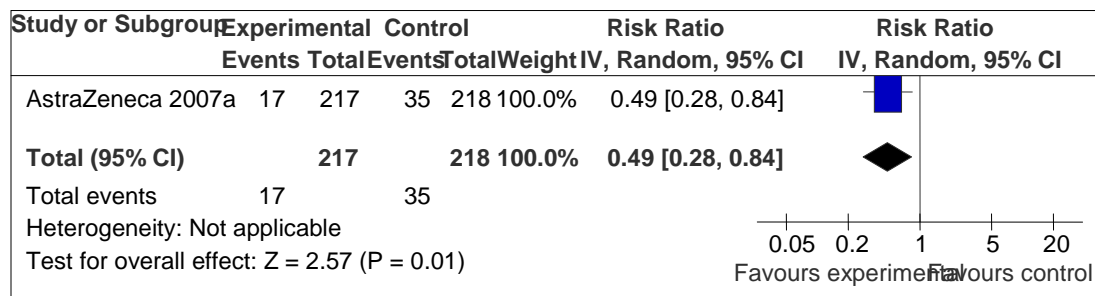 Study or Subgroup Experimental Control Risk Ratio Risk Ratio
Events Total Events Total Weight IV, Random, 95% CI IV, Random, 95% CI
AstraZeneca 2007a 17 217 35 218 100.0% 0.49 [0.28, 0.84]
Total (95% CI) 217 218 100.0% 0.49 [0.28, 0.84]
Total events 17 35
Heterogeneity: Not applicable
Test for overall effect: Z = 2.57 (P = 0.01)
0.05 0.2 1 5 20
Favours experimental Favours control